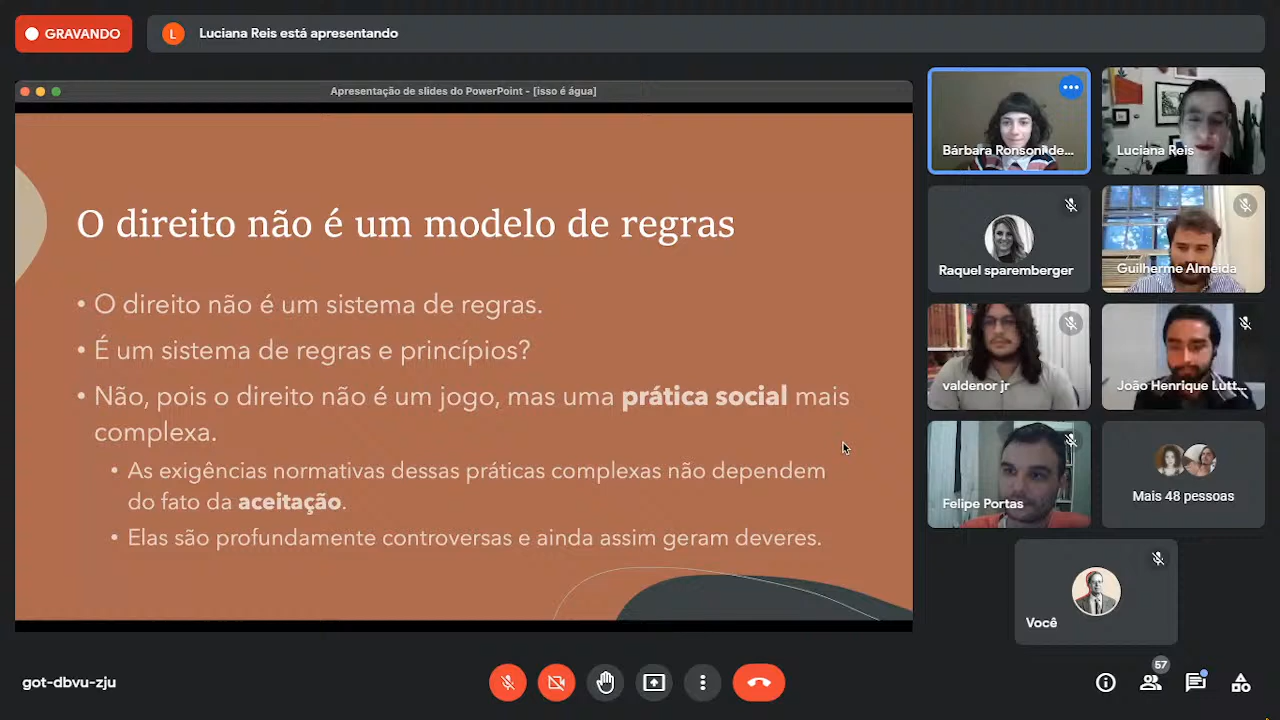 GRAVANDO
L
Luciana Reis está apresentando
Apresentação de slides do PowerPoint - [isso é água]
O direito não é um modelo de regras
• O direito não é um sistema de regras.
• É um sistema de regras e princípios?
• Não, pois o direito não é um jogo, mas uma prática social mais
complexa.
• As exigências normativas dessas práticas complexas não dependem
do fato da aceitação.
• Elas são profundamente controversas e ainda assim geram deveres.
Bárbara Ronsoni de...
Luciana Reis
Raquel sparemberger
Guilherme Almeida
valdenor jr
João Henrique Lutt...
Felipe Portas
Mais 48 pessoas
Você
got-dbvu-zju
57